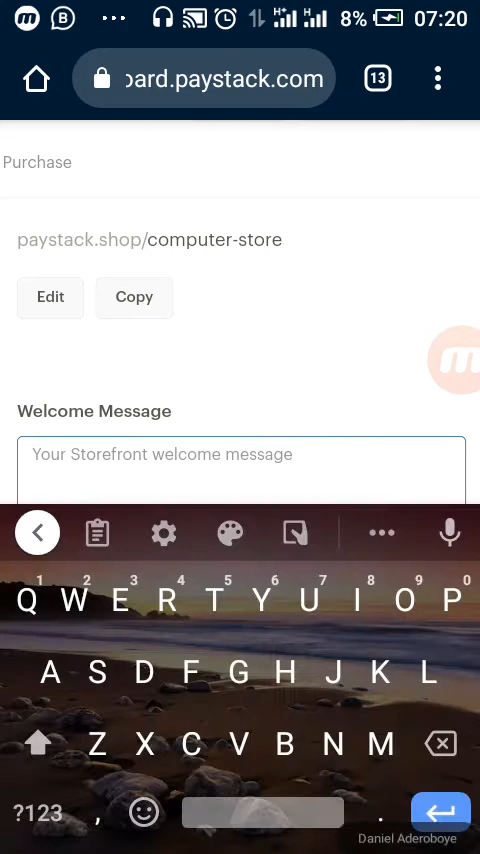 8% 07:20
oard.paystack.com 13
Purchase
paystack.shop/computer-store
Edit Copy
Welcome Message
Your Storefront welcome message
1 2 3 4 5 6 7 8 9 0
Q W E R T Y U I O P
A S D F G H J K L
Z X C V B N M
?123 , .
Daniel Aderoboye